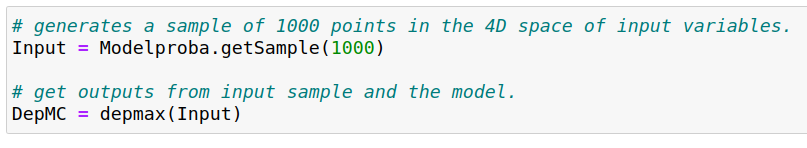 # generates a sample of 1000 points in the 4D space of input variables.
Input = Modelproba.getSample(1000)
# get outputs from input sample and the model.
DepMC = depmax(Input)